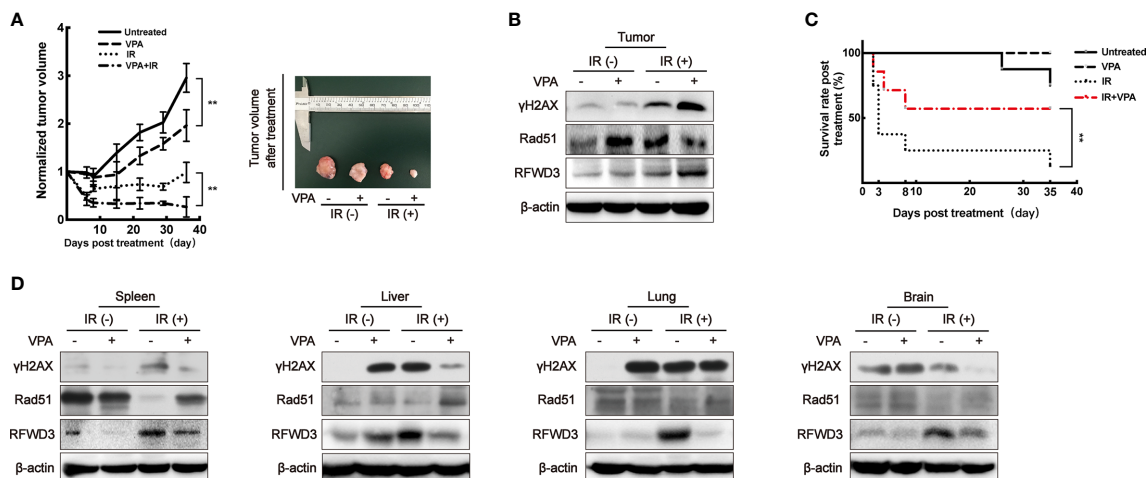 A
Normalized tumor volume
4
3
2
1
0
10
20
30
40
Days post treatment (day)
Untreated
VPA
IR
VPA+IR
**
**
Tumor volume
after treatment
VPA
- + - +
IR (-) IR (+)
B
Tumor
IR (-) IR (+)
VPA - + - +
γH2AX
Rad51
RFWD3
β-actin
C
Survival rate post
treatment (%)
100
50
3 8 10 20 30 35 40
Days post treatment (day)
Untreated
VPA
IR
IR+VPA
**
D
Spleen
IR (-) IR (+)
VPA - + - +
γH2AX
Rad51
RFWD3
β-actin
Liver
IR (-) IR (+)
VPA - + - +
γH2AX
Rad51
RFWD3
β-actin
Lung
IR (-) IR (+)
VPA - + - +
γH2AX
Rad51
RFWD3
β-actin
Brain
IR (-) IR (+)
VPA - + - +
γH2AX
Rad51
RFWD3
β-actin